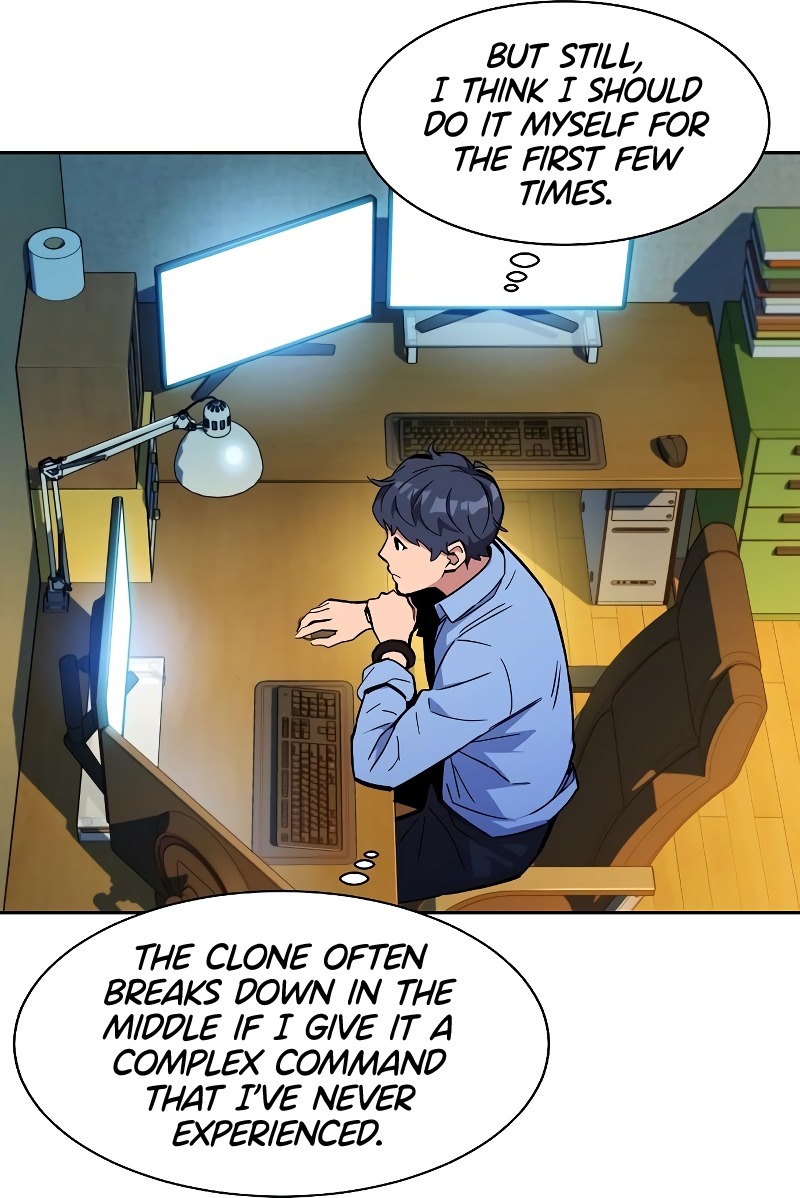 BUT STILL,
I THINK I SHOULD
DO IT MYSELF FOR
THE FIRST FEW
TIMES.
THE CLONE OFTEN
BREAKS DOWN IN THE
MIDDLE IF I GIVE IT A
COMPLEX COMMAND
THAT I'VE NEVER
EXPERIENCED.